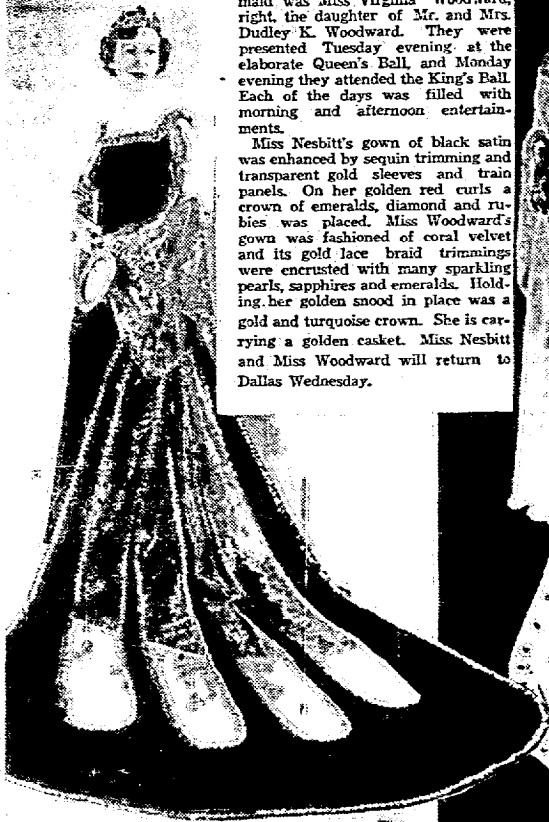 maid was Miss Virginia Woodward,
right, the daughter of Mr. and Mrs.
Dudley K. Woodward. They were
presented Tuesday evening at the
elaborate Queen's Ball, and Monday
evening they attended the King's Ball.
Each of the days was filled with
morning and afternoon entertain-
ments.
Miss Nesbitt's gown of black satin
was enhanced by sequin trimming and
transparent gold sleeves and train
panels. On her golden red curls a
crown of emeralds, diamond and ru-
bies was placed. Miss Woodward's
gown was fashioned of coral velvet
and its gold lace braid trimmings
were encrusted with many sparkling
pearls, sapphires and emeralds. Hold-
ing her golden snood in place was a
gold and turquoise crown. She is car-
rying a golden casket. Miss Nesbitt
and Miss Woodward will return to
Dallas Wednesday.